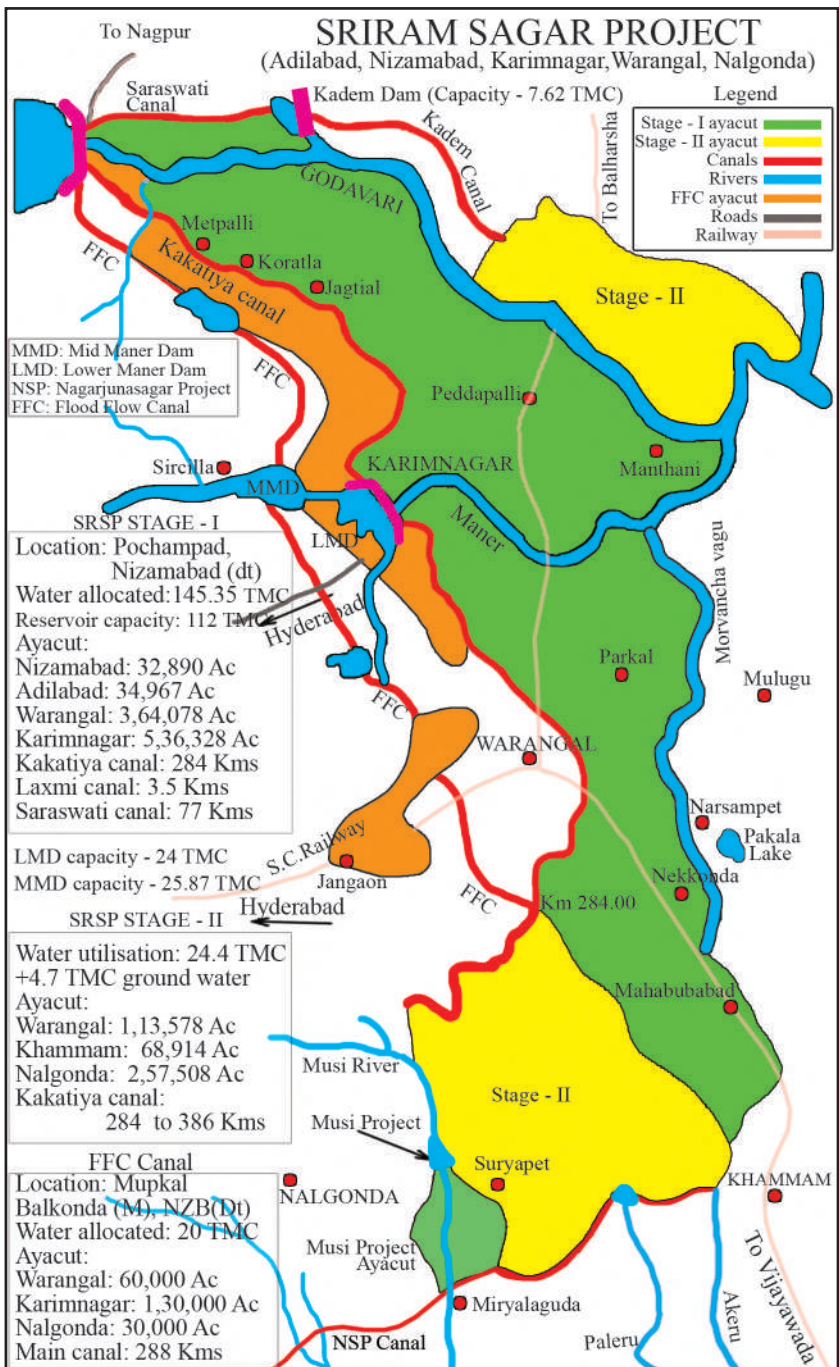 SRIRAM SAGAR PROJECT
(Adilabad, Nizamabad, Karimnagar,Warangal, Nalgonda)
To Nagpur
Saraswati
Canal
Kadem Dam (Capacity - 7.62 TMC)
Kadem
Canal
To Balharsha
Legend
Stage - I ayacut
Stage - II ayacut
Canals
Rivers
FFC ayacut
Roads
Railway
GODAVARI
Metpalli
Koratla
Jagtial
FFC
Kakatiya canal
FFC
Stage - II
MMD: Mid Maner Dam
LMD: Lower Maner Dam
NSP: Nagarjunasagar Project
FFC: Flood Flow Canal
Peddapalli
Manthani
Sircilla
MMD
KARIMNAGAR
LMD
Maner
Morvancha vagu
SRSP STAGE - I
Location: Pochampad,
Nizamabad (dt)
Water allocated:145.35 TMC
Reservoir capacity: 112 TMC
Ayacut:
Nizamabad: 32,890 Ac
Adilabad: 34,967 Ac
Warangal: 3,64,078 Ac
Karimnagar: 5,36,328 Ac
Kakatiya canal: 284 Kms
Laxmi canal: 3.5 Kms
Saraswati canal: 77 Kms
Hyderabad
FFC
Parkal
Mulugu
WARANGAL
Narsampet
Pakala
Lake
Nekkonda
LMD capacity - 24 TMC
MMD capacity - 25.87 TMC
S.C.Railway
Jangaon
Hyderabad
FFC
Km 284.00
SRSP STAGE - II
Water utilisation: 24.4 TMC
+4.7 TMC ground water
Ayacut:
Warangal: 1,13,578 Ac
Khammam: 68,914 Ac
Nalgonda: 2,57,508 Ac
Kakatiya canal:
284 to 386 Kms
Mahabubabad
Musi River
Stage - II
Musi Project
Suryapet
KHAMMAM
NALGONDA
Musi Project
Ayacut
FFC Canal
Location: Mupkal
Balkonda (M), NZB(Dt)
Water allocated: 20 TMC
Ayacut:
Warangal: 60,000 Ac
Karimnagar: 1,30,000 Ac
Nalgonda: 30,000 Ac
Main canal: 288 Kms
Miryalaguda
NSP Canal
Paleru
Akeru
To Vijayawada